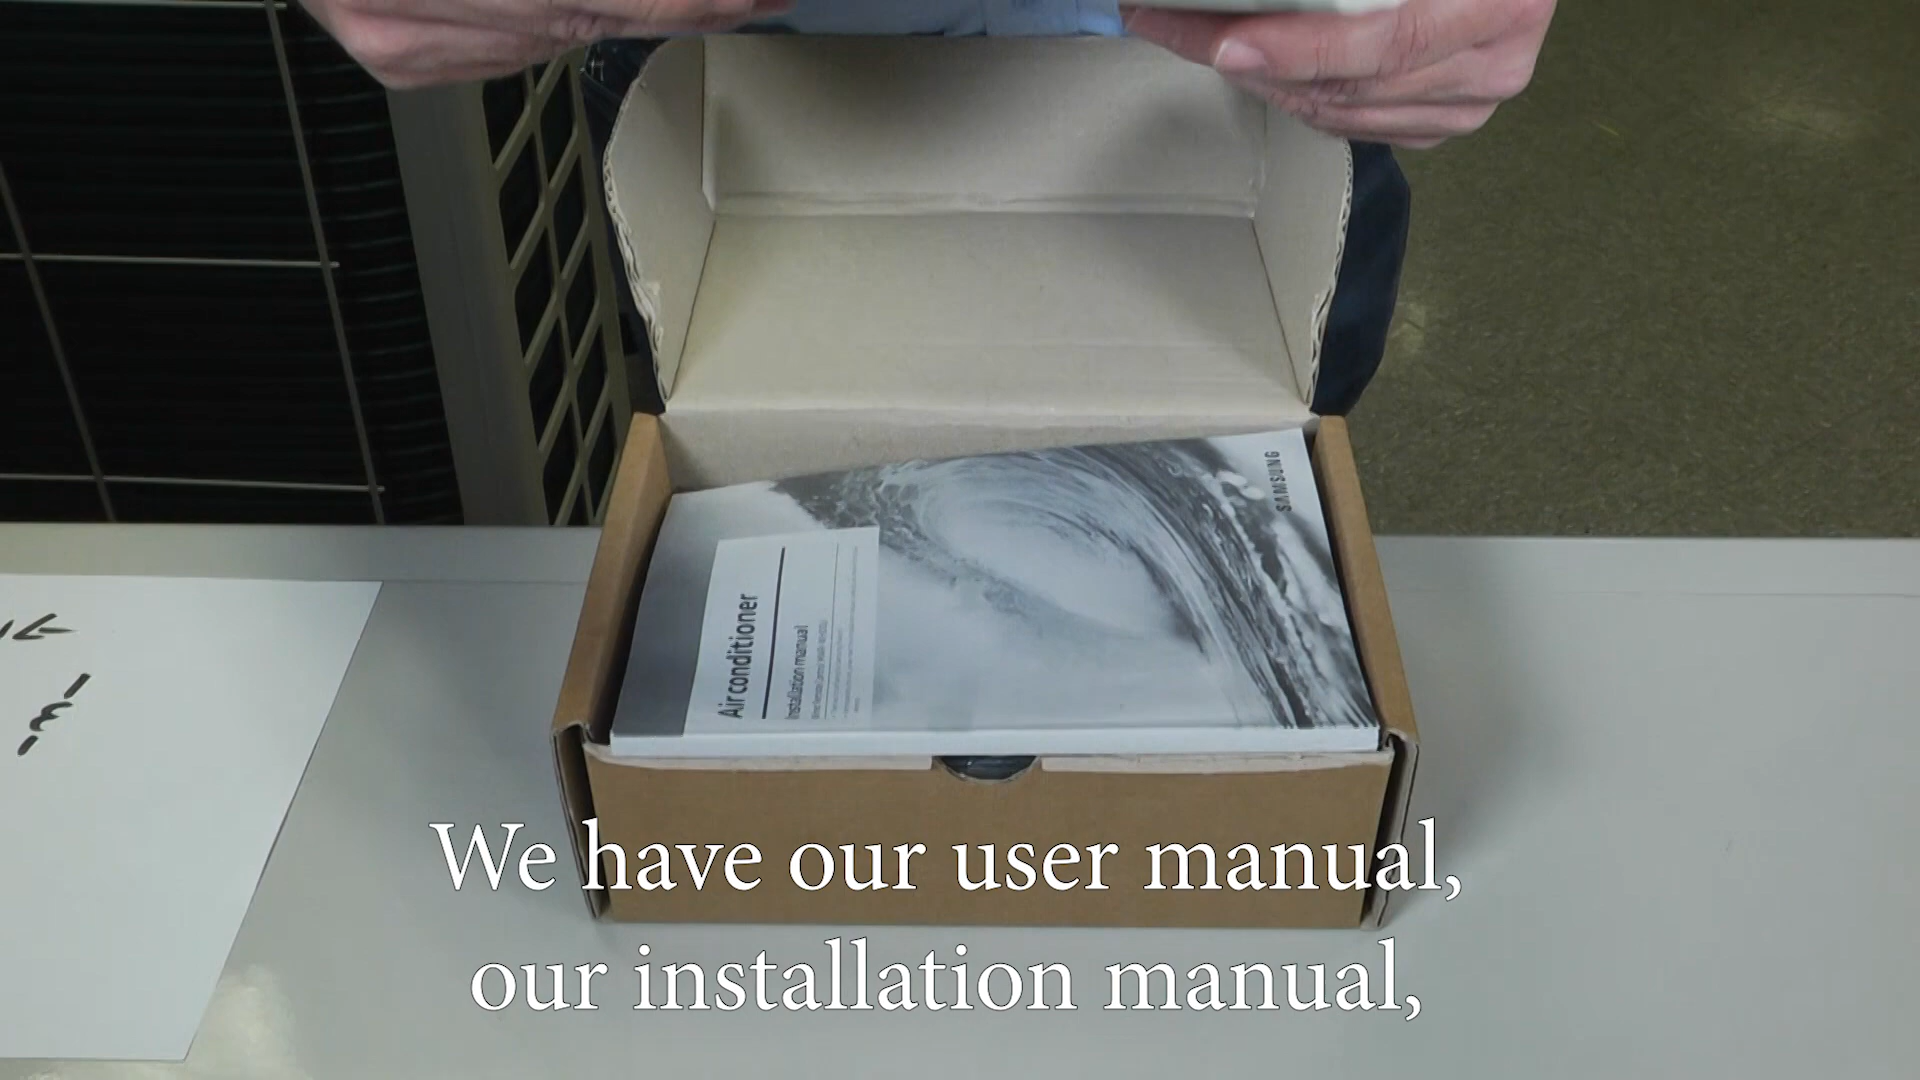 SAMSUNG
Air conditioner
Installation manual
We have our user manual,
our installation manual,